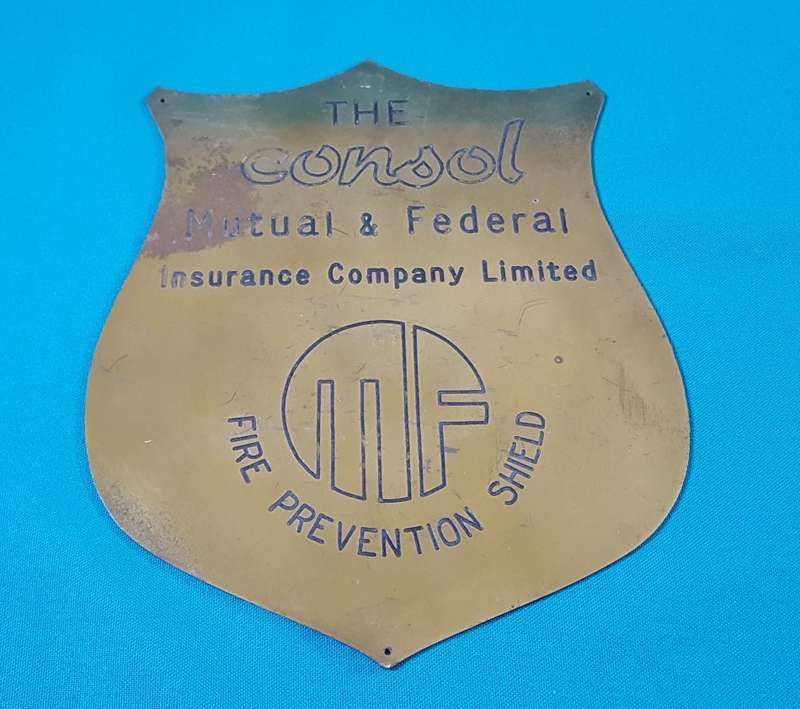 THE
consol
Mutual & Federal
Insurance Company Limited
MF
FIRE PREVENTION SHIELD